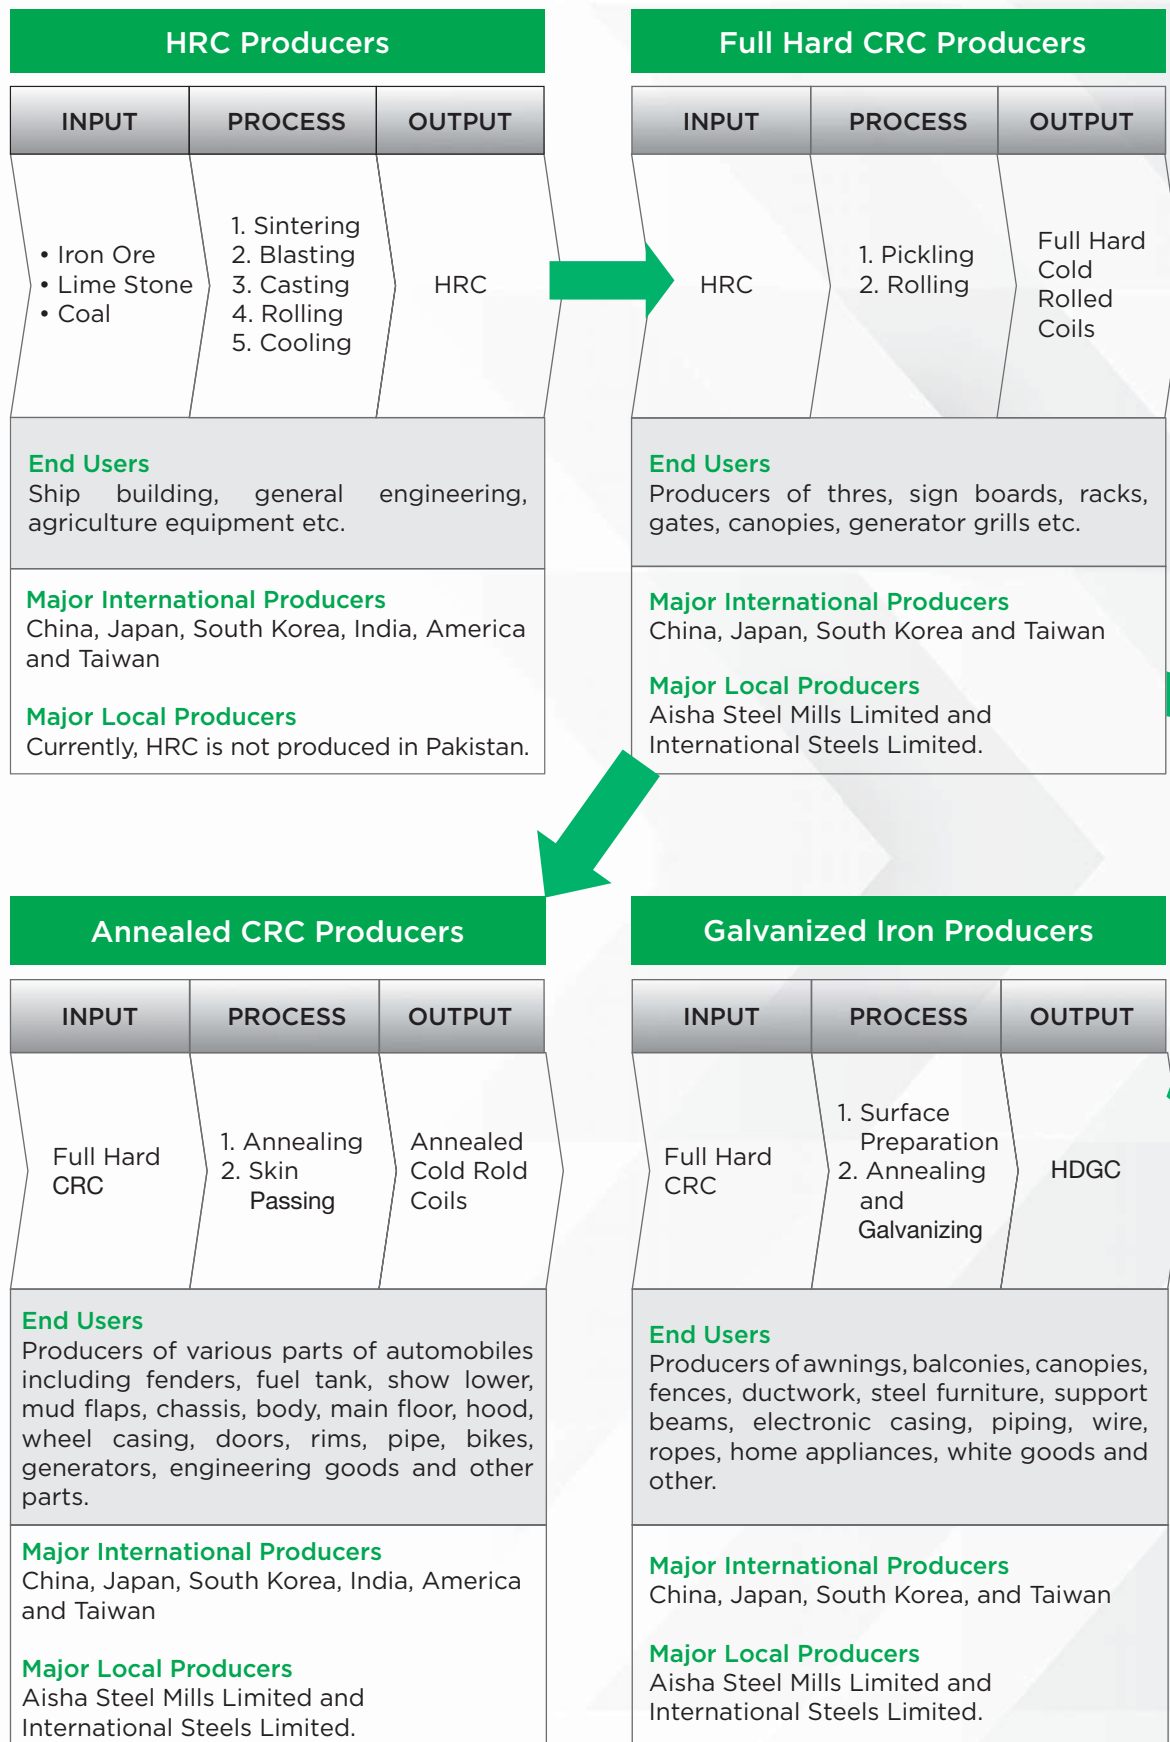 HRC Producers
INPUT PROCESS OUTPUT
• Iron Ore
• Lime Stone
• Coal
1. Sintering
2. Blasting
3. Casting
4. Rolling
5. Cooling
HRC
End Users
Ship building, general engineering,
agriculture equipment etc.
Major International Producers
China, Japan, South Korea, India, America
and Taiwan
Major Local Producers
Currently, HRC is not produced in Pakistan.
Full Hard CRC Producers
INPUT PROCESS OUTPUT
HRC
1. Pickling
2. Rolling
Full Hard
Cold
Rolled
Coils
End Users
Producers of thres, sign boards, racks,
gates, canopies, generator grills etc.
Major International Producers
China, Japan, South Korea and Taiwan
Major Local Producers
Aisha Steel Mills Limited and
International Steels Limited.
Annealed CRC Producers
INPUT PROCESS OUTPUT
Full Hard
CRC
1. Annealing
2. Skin
Passing
Annealed
Cold Rold
Coils
End Users
Producers of various parts of automobiles
including fenders, fuel tank, show lower,
mud flaps, chassis, body, main floor, hood,
wheel casing, doors, rims, pipe, bikes,
generators, engineering goods and other
parts.
Major International Producers
China, Japan, South Korea, India, America
and Taiwan
Major Local Producers
Aisha Steel Mills Limited and
International Steels Limited.
Galvanized Iron Producers
INPUT PROCESS OUTPUT
Full Hard
CRC
1. Surface
Preparation
2. Annealing
and
Galvanizing
HDGC
End Users
Producers of awnings, balconies, canopies,
fences, ductwork, steel furniture, support
beams, electronic casing, piping, wire,
ropes, home appliances, white goods and
other.
Major International Producers
China, Japan, South Korea, and Taiwan
Major Local Producers
Aisha Steel Mills Limited and
International Steels Limited.